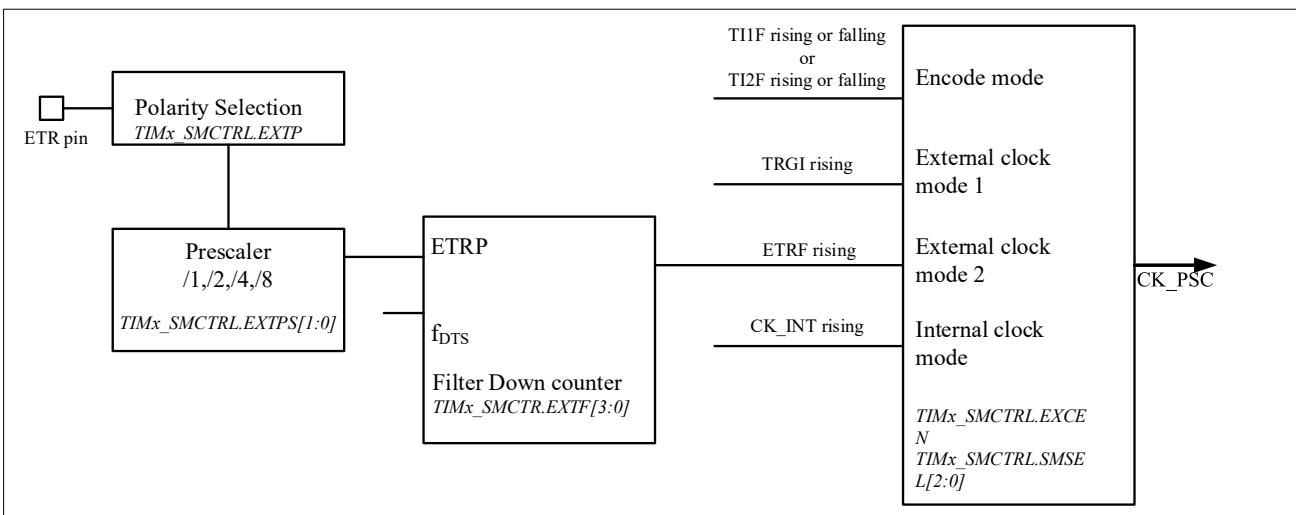 ETR pin
Polarity Selection
TIMx_SMCTRL.EXTP
Prescaler
/1,/2,/4,/8
TIMx_SMCTRL.EXTPS[1:0]
ETRP
fDTS
Filter Down counter
TIMx_SMCTR.EXTF[3:0]
TI1F rising or falling
or
TI2F rising or falling
TRGI rising
ETRF rising
CK_INT rising
Encode mode
External clock
mode 1
External clock
mode 2
Internal clock
mode
TIMx_SMCTRL.EXCE
N
TIMx_SMCTRL.SMSE
L[2:0]
CK_PSC